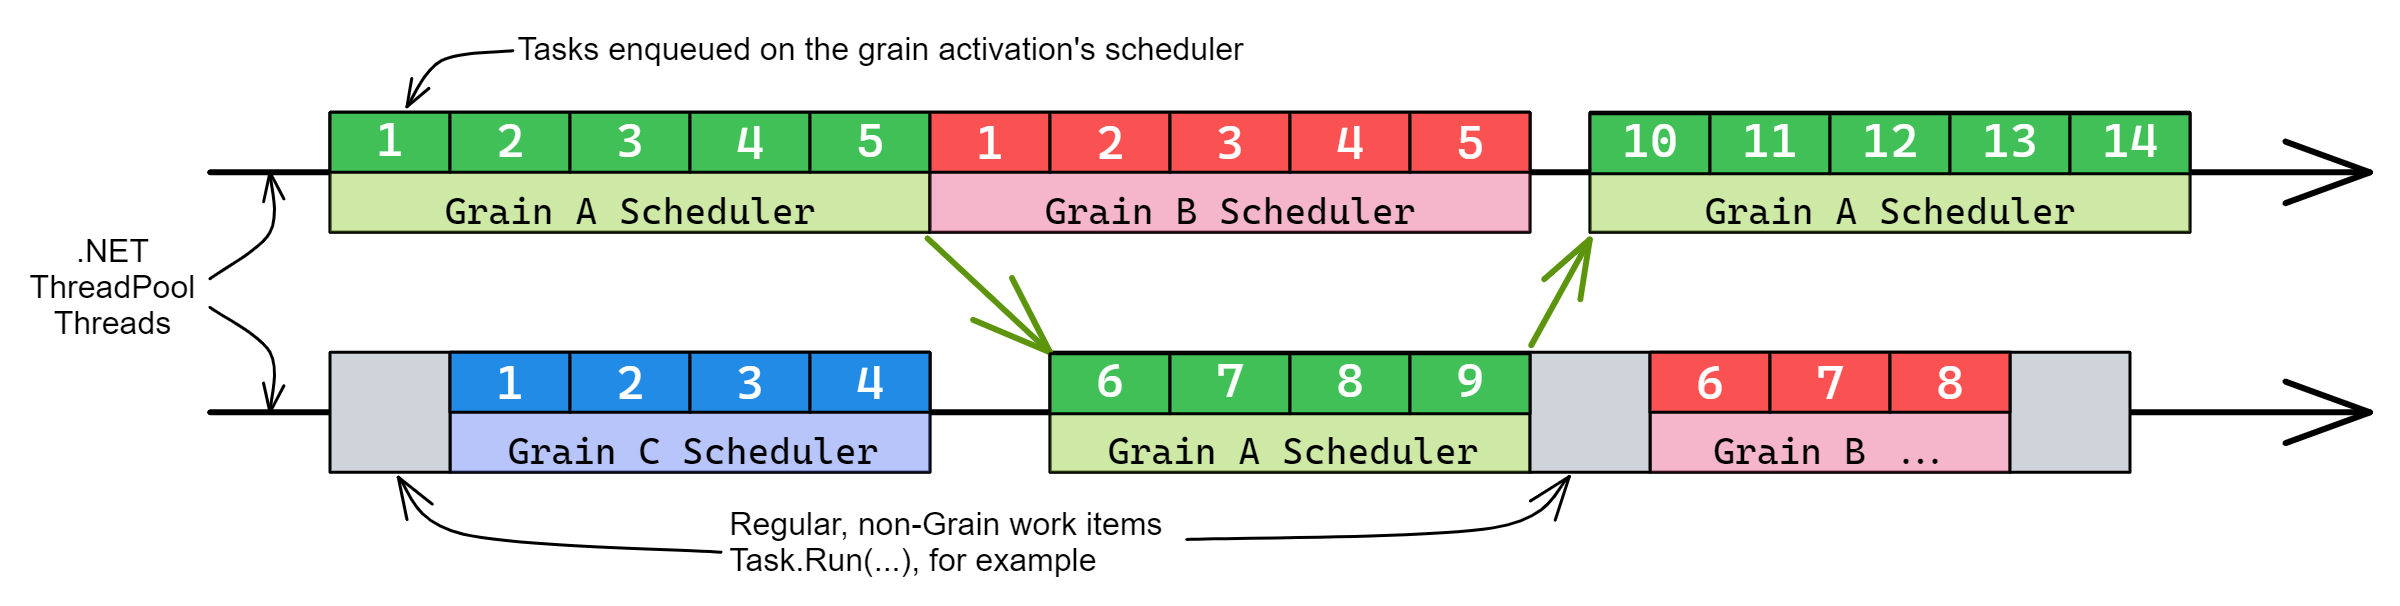 Tasks enqueued on the grain activation's scheduler
1 2 3 4 5 1 2 3 4 5 10 11 12 13 14
Grain A Scheduler Grain B Scheduler Grain A Scheduler
.NET
ThreadPool
Threads
1 2 3 4 6 7 8 9 6 7 8
Grain C Scheduler Grain A Scheduler Grain B ...
Regular, non-Grain work items
Task.Run(...), for example